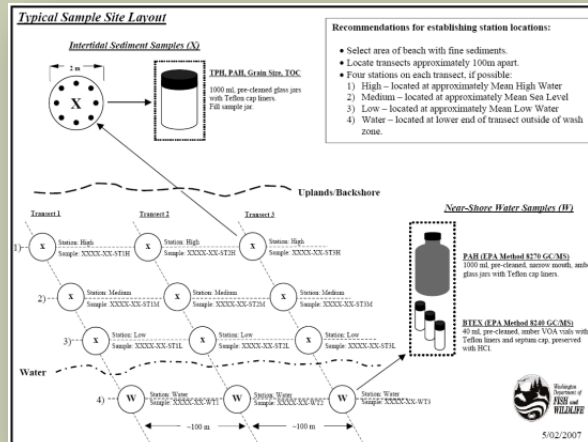 Typical Sample Site Layout
Intertidal Sediment Samples (X)
2 m
X
TPH, PAH, Grain Size, TOC
1000 ml, pre-cleaned glass jars
with Teflon cap liners.
Fill sample jar.
Recommendations for establishing station locations:
• Select area of beach with fine sediments.
• Locate transects approximately 100m apart.
• Four stations on each transect, if possible:
1) High – located at approximately Mean High Water
2) Medium – located at approximately Mean Sea Level
3) Low – located at approximately Mean Low Water
4) Water – located at lower end of transect outside of wash
zone.
Uplands/Backshore
Transect 1 Transect 2 Transect 3
1) X Station: High X Station: High X Station: High
Sample: XXXX-XX-ST1H Sample: XXXX-XX-ST2H Sample: XXXX-XX-ST3H
2) X Station: Medium X Station: Medium X Station: Medium
Sample: XXXX-XX-ST1M Sample: XXXX-XX-ST2M Sample: XXXX-XX-ST3M
3) X Station: Low X Station: Low X Station: Low
Sample: XXXX-XX-ST1L Sample: XXXX-XX-ST2L Sample: XXXX-XX-ST3L
Water
4) W Station: Water W Station: Water W Station: Water
Sample: XXXX-XX-WT1 Sample: XXXX-XX-WT2 Sample: XXXX-XX-WT3
~100 m ~100 m
Near-Shore Water Samples (W)
PAH (EPA Method 8270 GC/MS)
1000 ml, pre-cleaned, narrow mouth, amber
glass jars with Teflon cap liners.
BTEX (EPA Method 8240 GC/MS)
40 ml, pre-cleaned, amber VOA vials with
Teflon liners and septum cap, preserved
with HCl.
Washington
Department of
FISH and
WILDLIFE
5/02/2007